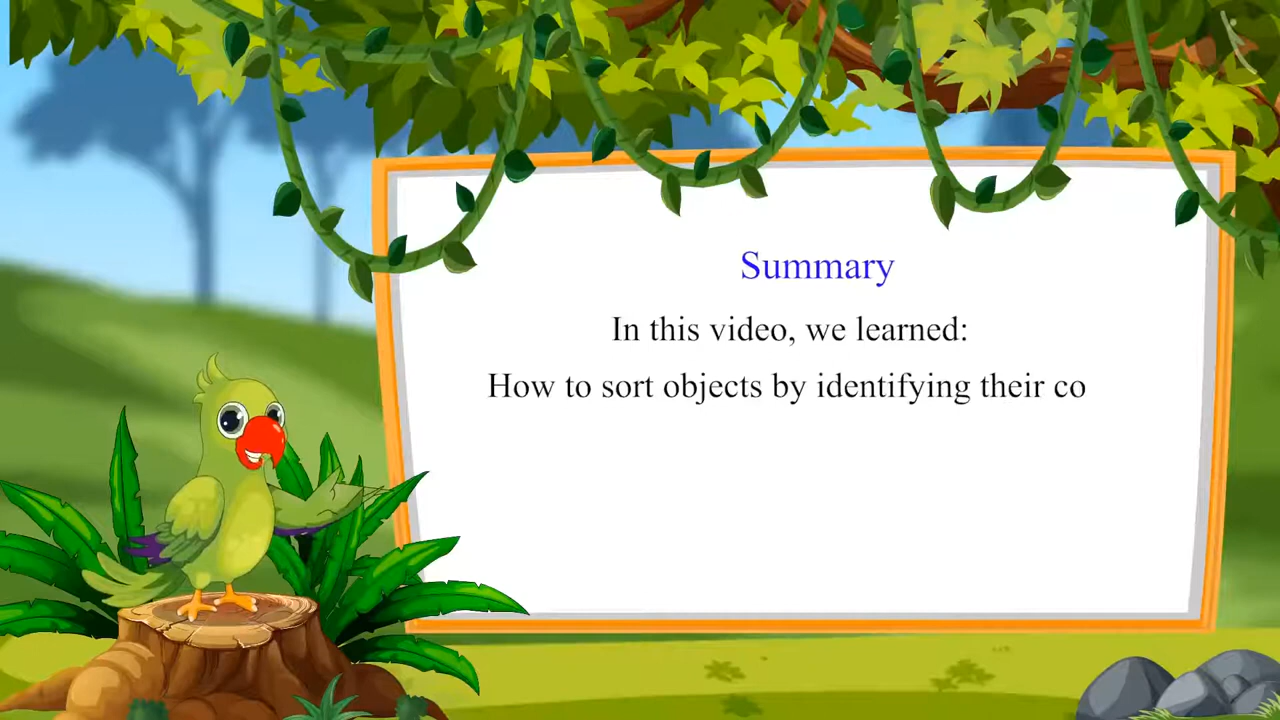 Summary
In this video, we learned:
How to sort objects by identifying their co